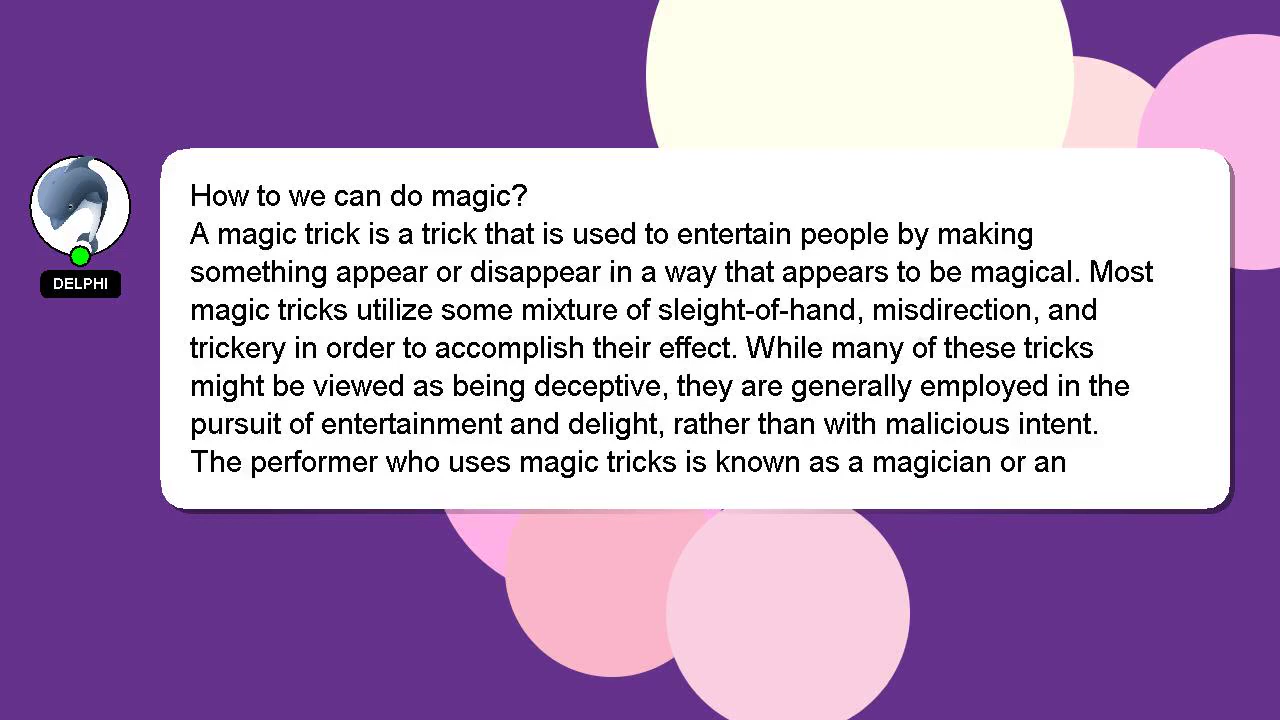 DELPHI
How to we can do magic?
A magic trick is a trick that is used to entertain people by making
something appear or disappear in a way that appears to be magical. Most
magic tricks utilize some mixture of sleight-of-hand, misdirection, and
trickery in order to accomplish their effect. While many of these tricks
might be viewed as being deceptive, they are generally employed in the
pursuit of entertainment and delight, rather than with malicious intent.
The performer who uses magic tricks is known as a magician or an